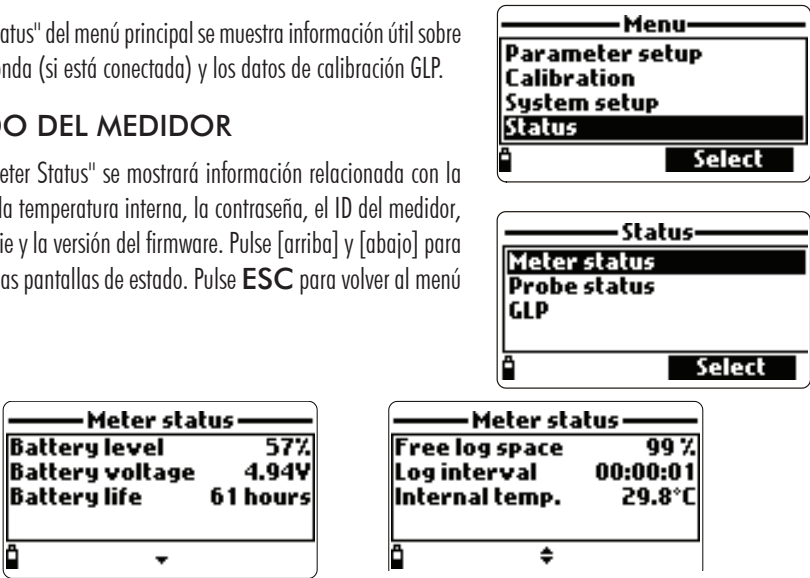 atus" del menú principal se muestra información útil sobre
onda (si está conectada) y los datos de calibración GLP.
DO DEL MEDIDOR
eter Status" se mostrará información relacionada con la
la temperatura interna, la contraseña, el ID del medidor,
ie y la versión del firmware. Pulse [arriba] y [abajo] para
as pantallas de estado. Pulse ESC para volver al menú
Menu
Parameter setup
Calibration
System setup
Status
Select
Status
Meter status
Probe status
GLP
Select
Meter status
Battery level 57%
Battery voltage 4.94V
Battery life 61 hours
Meter status
Free log space 99 %
Log interval 00:00:01
Internal temp. 29.8°C